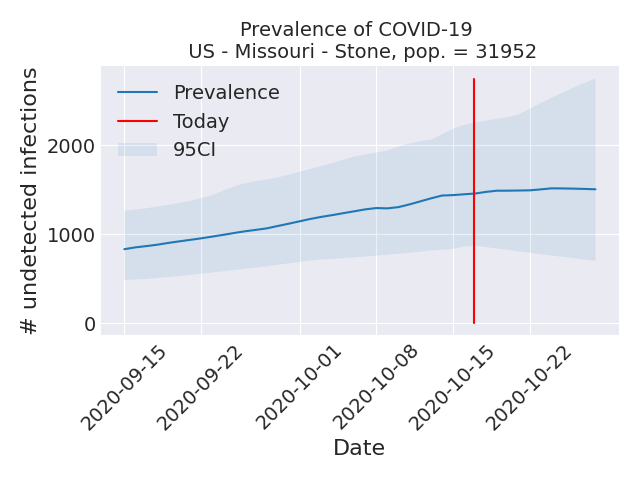 Prevalence of COVID-19
US - Missouri - Stone, pop. = 31952
# undetected infections
2000
1000
0
Prevalence
Today
95CI
2020-09-15
2020-09-22
2020-10-01
2020-10-08
2020-10-15
2020-10-22
Date